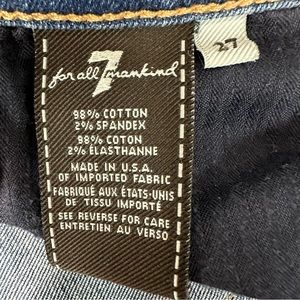 7
for all mankind
27
98% COTTON
2% SPANDEX
98% COTON
2% ÉLASTHANNE
MADE IN U.S.A.
OF IMPORTED FABRIC
FABRIQUÉ AUX ÉTATS-UNIS
DE TISSU IMPORTÉ
SEE REVERSE FOR CARE
ENTRETIEN AU VERSO